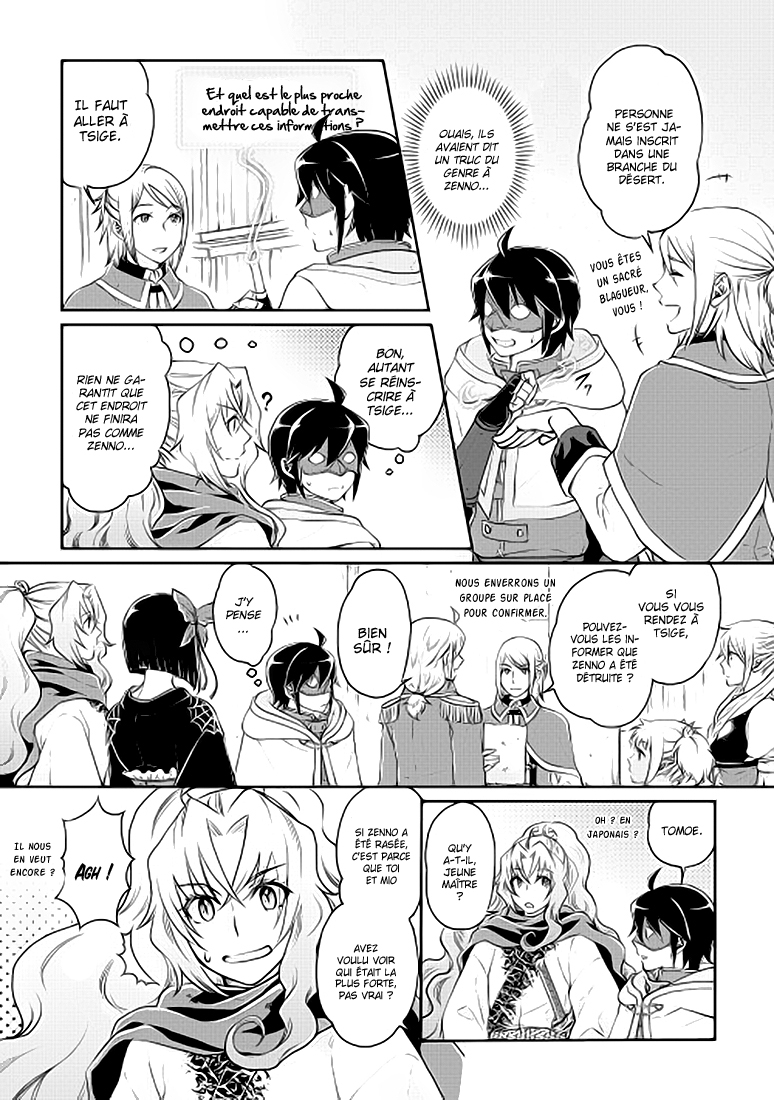 PERSONNE
NE S'EST JA-
MAIS INSCRIT
DANS UNE
BRANCHE DU
DÉSERT.
VOUS ÊTES
UN SACRÉ
BLAGUEUR,
VOUS !
OUAIS, ILS
AVAIENT DIT
UN TRUC DU
GENRE À
ZENNO...
Et quel est le plus proche
endroit capable de trans-
mettre ces informations ?
IL FAUT
ALLER À
TSIGE.
BON,
AUTANT
SE RÉINS-
CRIRE À
TSIGE...
?
RIEN NE GA-
RANTIT QUE
CET ENDROIT
NE FINIRA
PAS COMME
ZENNO...
SI
VOUS VOUS
RENDEZ À
TSIGE,
POUVEZ-
VOUS LES IN-
FORMER QUE
ZENNO A ÉTÉ
DÉTRUITE ?
NOUS ENVERRONS UN
GROUPE SUR PLACE
POUR CONFIRMER.
BIEN
SÛR !
J'Y
PENSE
...
TOMOE.
OH ? EN
JAPONAIS ?
QU'Y
A-T-IL,
JEUNE
MAÎTRE ?
SI ZENNO A
ÉTÉ RASÉE,
C'EST PARCE
QUE TOI
ET MIO
AVEZ
VOULU VOIR
QUI ÉTAIT LA
PLUS FORTE,
PAS VRAI ?
AGH !
IL NOUS
EN VEUT
ENCORE ?